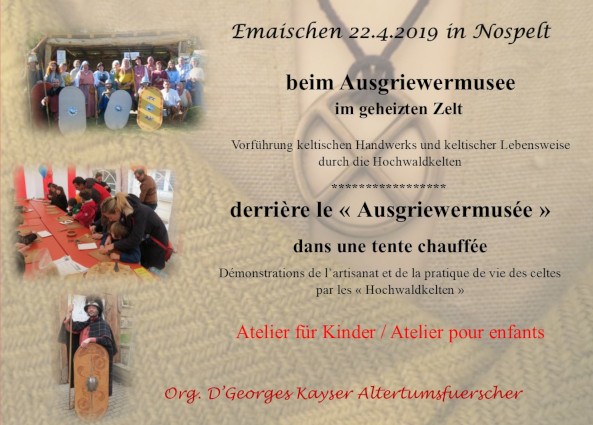 Emaischen 22.4.2019 in Nospelt
beim Ausgriewermusee
im geheizten Zelt
Vorführung keltischen Handwerks und keltischer Lebensweise
durch die Hochwaldkelten
*****************
derrière le « Ausgriewermusée »
dans une tente chauffée
Démonstrations de l'artisanat et de la pratique de vie des celtes
par les « Hochwaldkelten »
Atelier für Kinder / Atelier pour enfants
Org. D'Georges Kayser Altertumsfuerscher